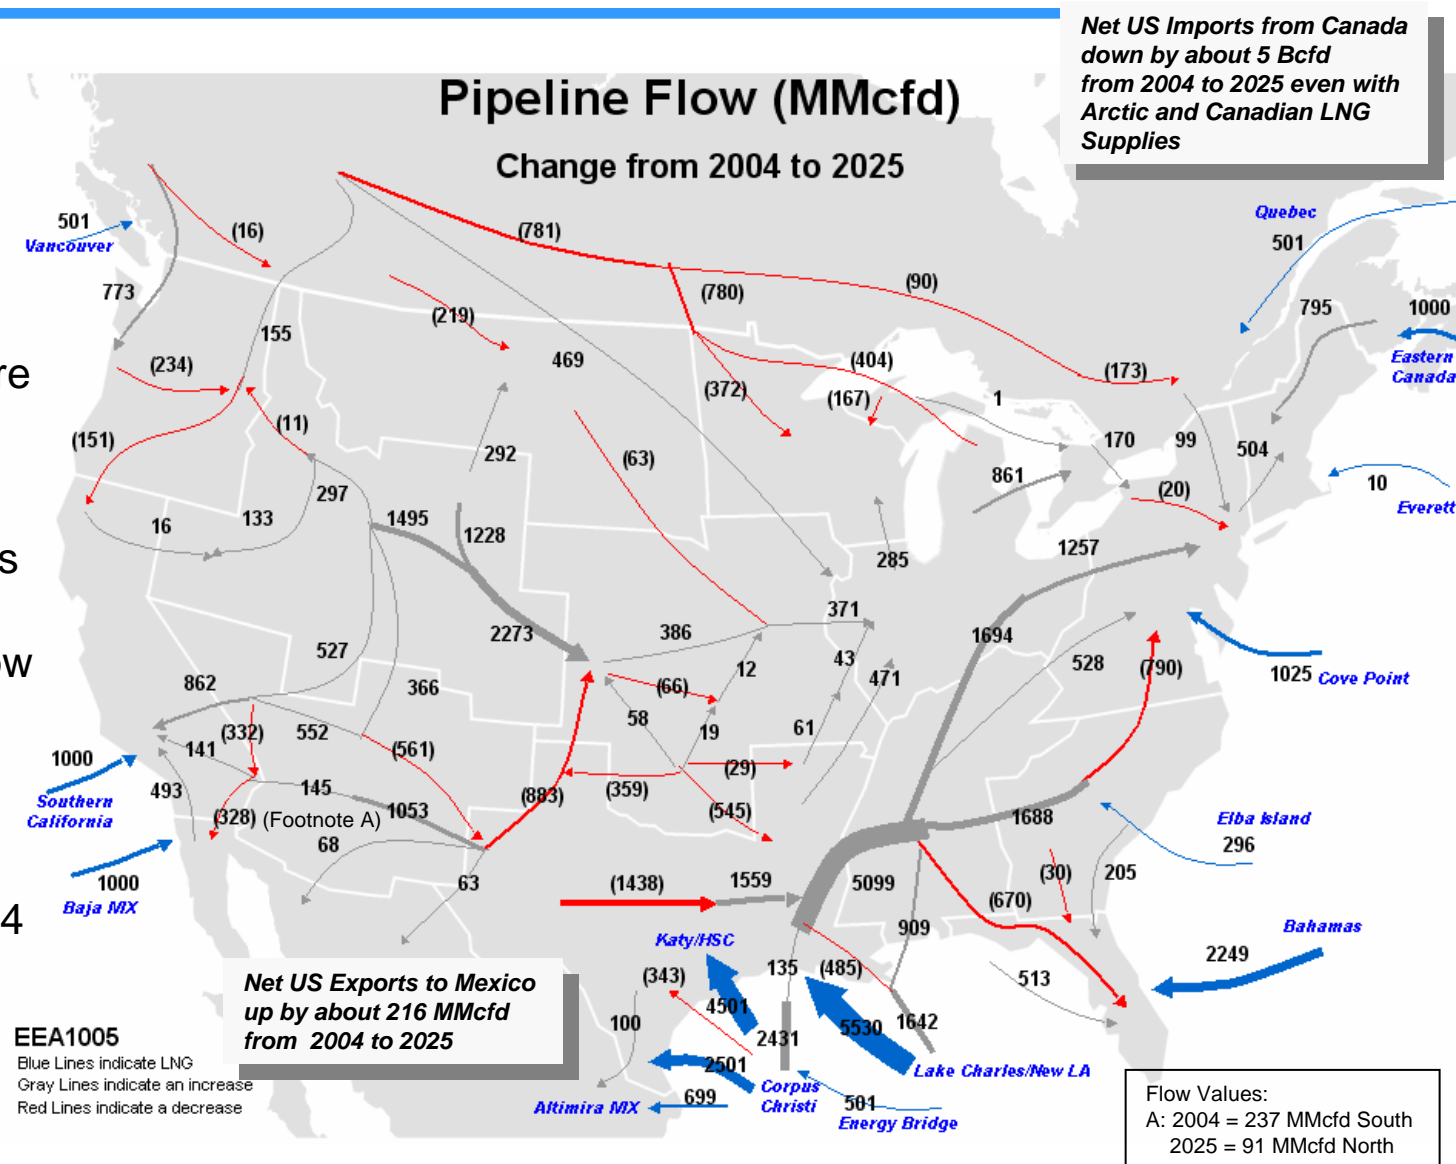 Net US Imports from Canada
down by about 5 Bcfd
from 2004 to 2025 even with
Arctic and Canadian LNG
Supplies
Pipeline Flow (MMcfd)
Change from 2004 to 2025
501
Vancouver
(16)
(781)
(780)
(90)
Quebec
501
773
(219)
155
469
795
1000
Eastern
Canada
re
(234)
(404)
(372)
(167)
(173)
1
(151)
(11)
292
(63)
170
99
504
861
(20)
10
Everett
297
16
133
1495
1228
285
1257
s
371
386
2273
527
1694
ow
862
366
12
43
471
528
(790)
1025
Cove Point
(66)
58
19
61
(332)
552
141
(561)
(29)
1000
Southern
California
493
145
(883)
(359)
(545)
(328)
(Footnote A)
1053
68
1688
Elba Island
296
1000
Baja MX
63
(1438)
1559
5099
(30)
205
(670)
4
909
Bahamas
2249
Katy/HSC
135
(485)
(343)
513
Net US Exports to Mexico
up by about 216 MMcfd
from 2004 to 2025
4501
5530
1642
100
2431
2501
Lake Charles/New LA
EEA1005
Blue Lines indicate LNG
Gray Lines indicate an increase
Red Lines indicate a decrease
Corpus
Christi
Altimira MX
699
501
Energy Bridge
Flow Values:
A: 2004 = 237 MMcfd South
2025 = 91 MMcfd North